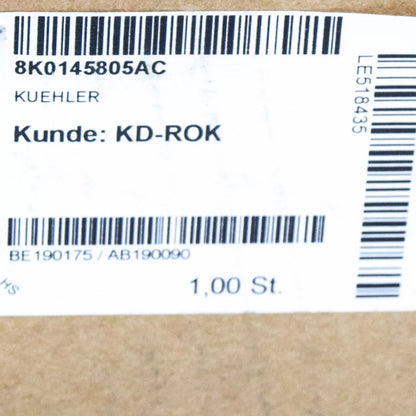 8K0145805AC
KUEHLER
Kunde: KD-ROK
BE190175 / AB190090
1,00 St.
HS
LE518435